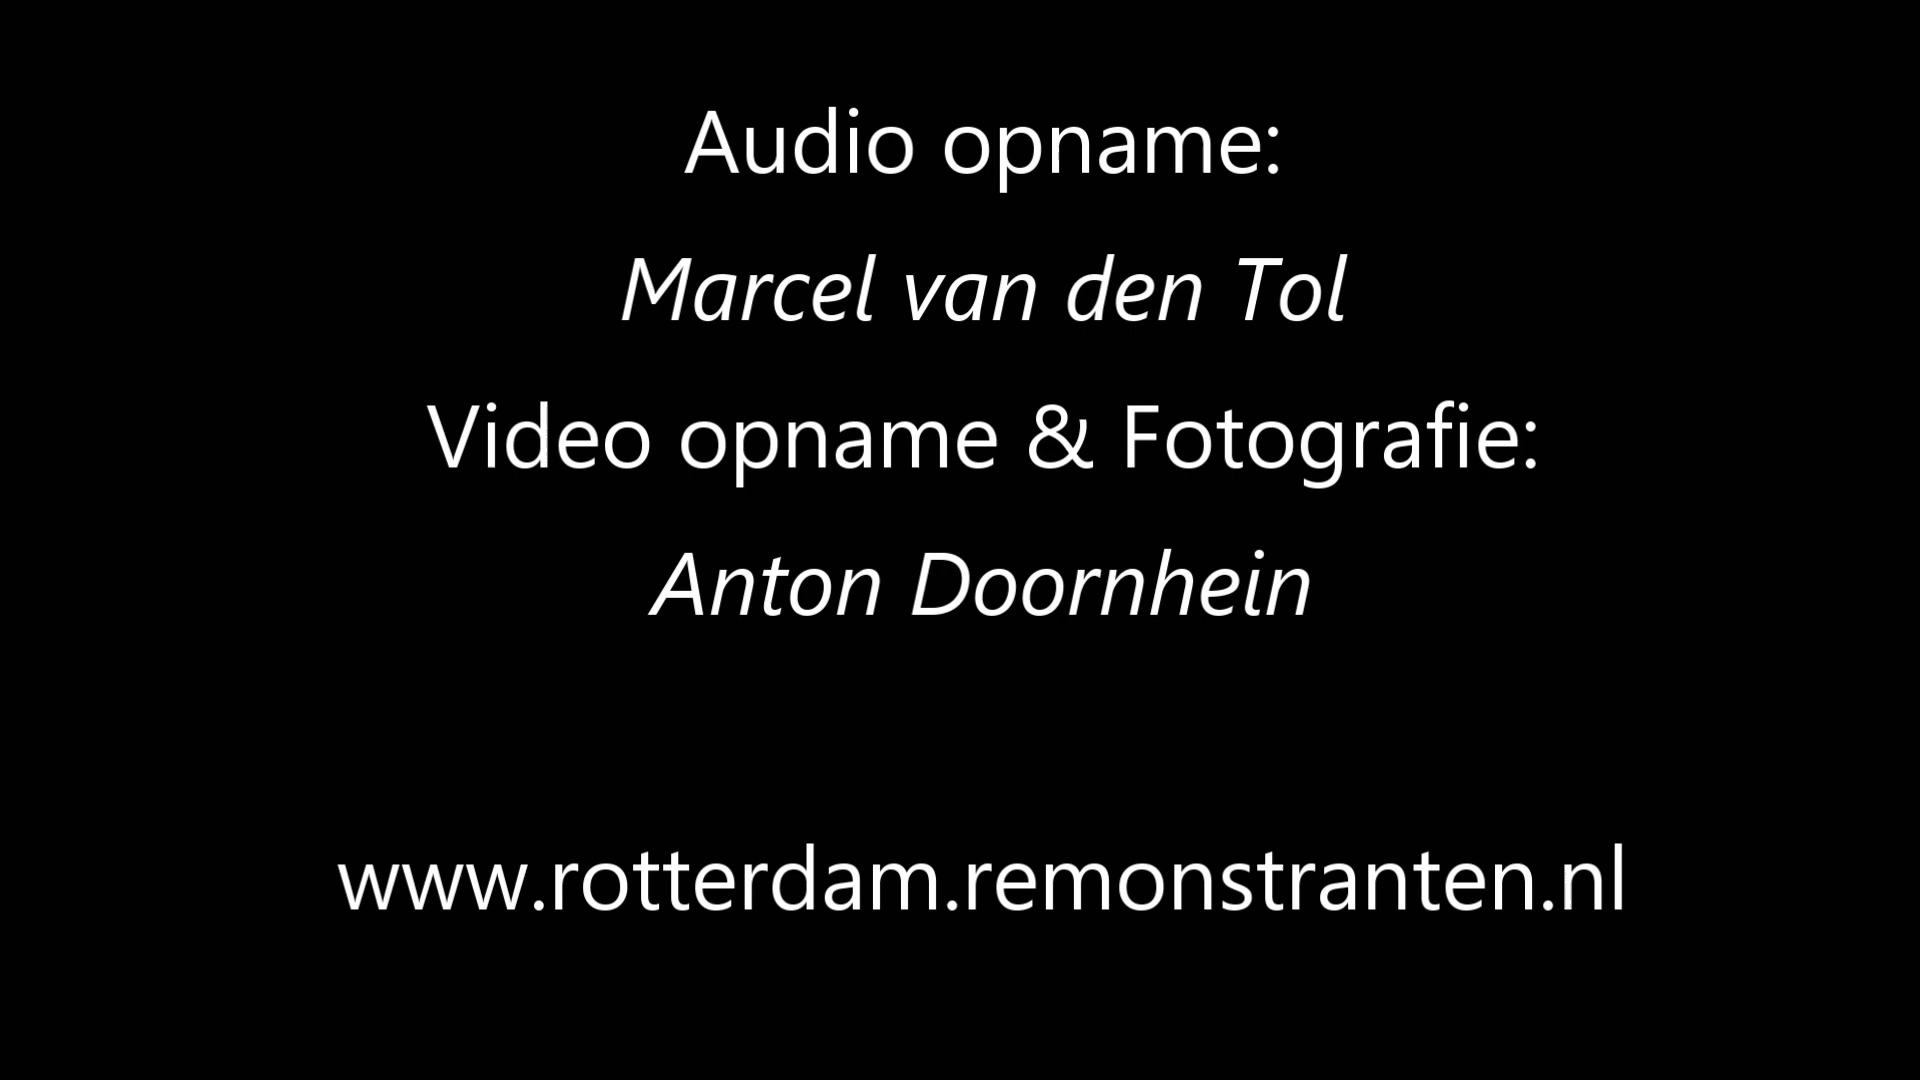 Audio opname:
Marcel van den Tol
Video opname & Fotografie:
Anton Doornhein
www.rotterdam.remonstranten.nl